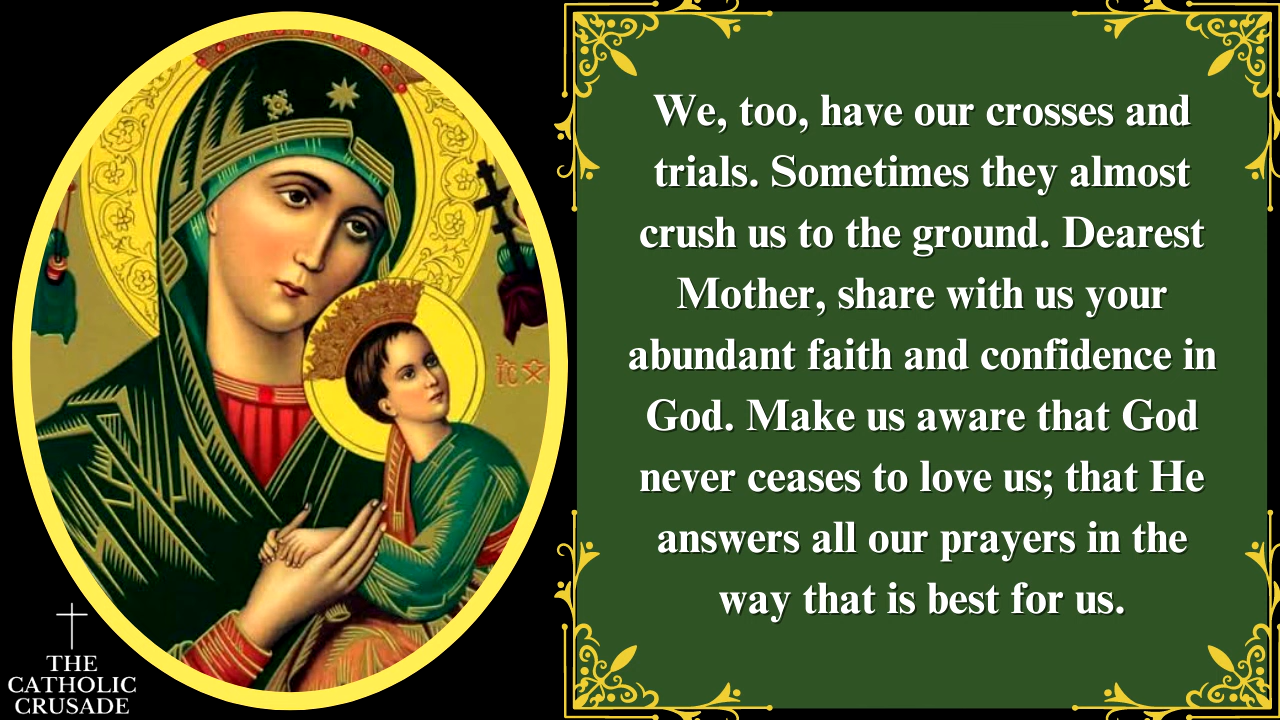 We, too, have our crosses and
trials. Sometimes they almost
crush us to the ground. Dearest
Mother, share with us your
abundant faith and confidence in
God. Make us aware that God
never ceases to love us; that He
answers all our prayers in the
way that is best for us.
THE
CATHOLIC
CRUSADE